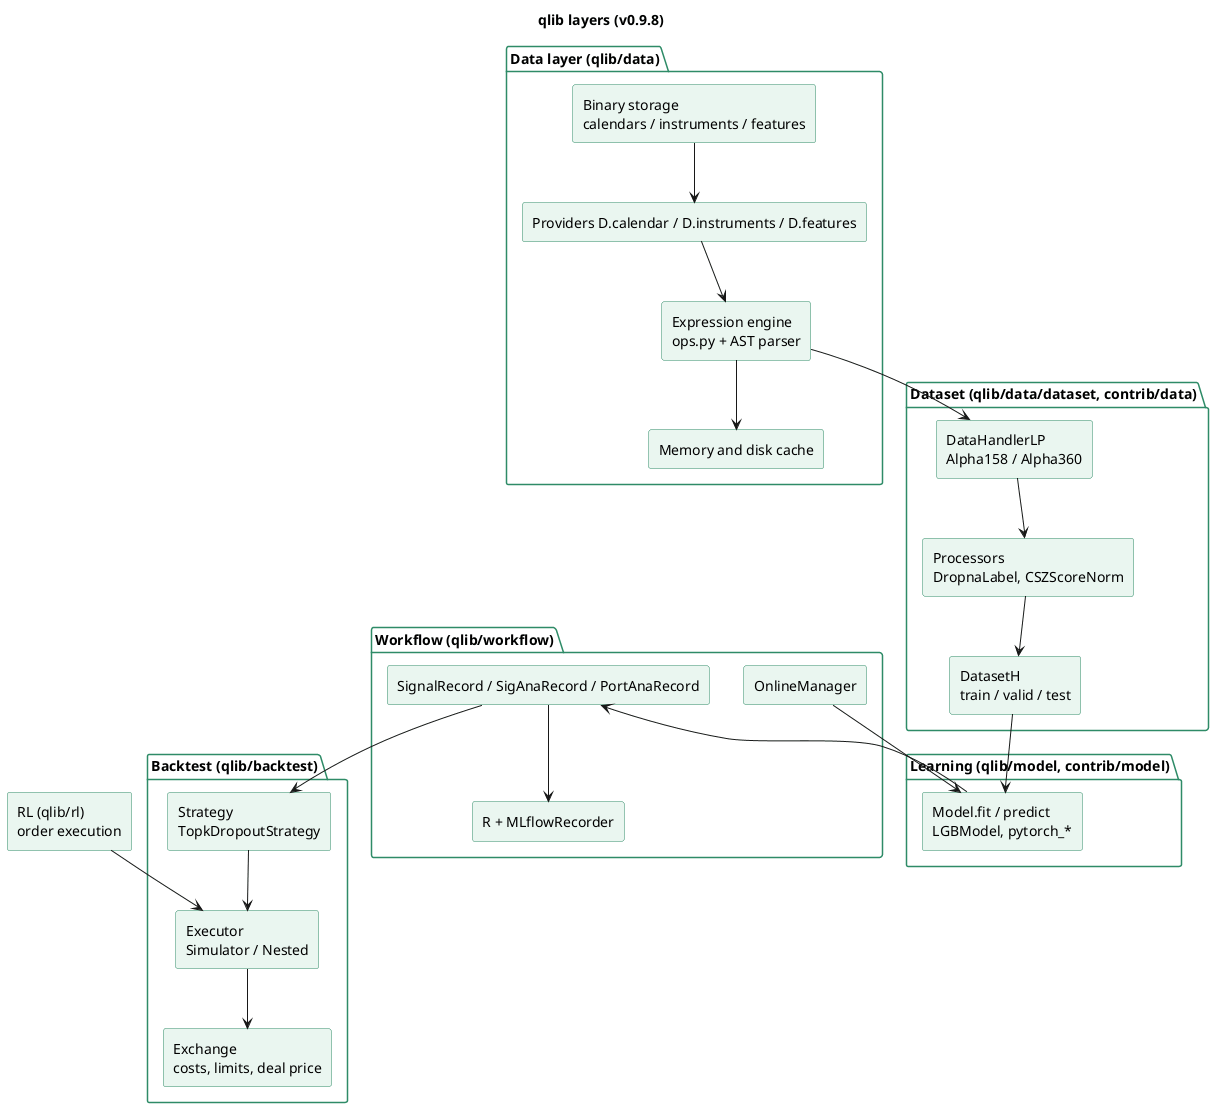 qlib layers (v0.9.8)
Data layer (qlib/data)
Binary storage
calendars / instruments / features
Providers D.calendar / D.instruments / D.features
Expression engine
ops.py + AST parser
Memory and disk cache
Dataset (qlib/data/dataset, contrib/data)
DataHandlerLP
Alpha158 / Alpha360
Processors
DropnaLabel, CSZScoreNorm
DatasetH
train / valid / test
Workflow (qlib/workflow)
SignalRecord / SigAnaRecord / PortAnaRecord
OnlineManager
R + MLflowRecorder
Learning (qlib/model, contrib/model)
Model.fit / predict
LGBModel, pytorch_*
Backtest (qlib/backtest)
Strategy
TopkDropoutStrategy
RL (qlib/rl)
order execution
Executor
Simulator / Nested
Exchange
costs, limits, deal price